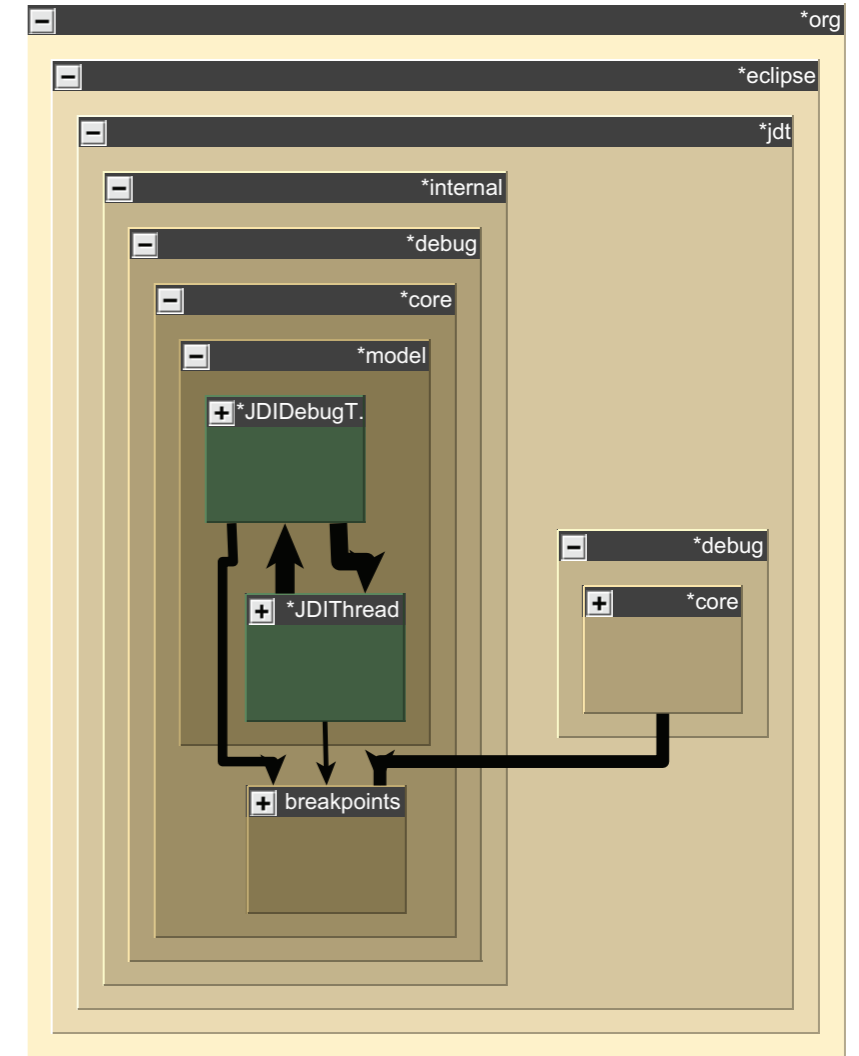 *org
*eclipse
*jdt
*internal
*debug
*core
*model
*JDIDebugT.
*debug
*JDIThread
*core
breakpoints